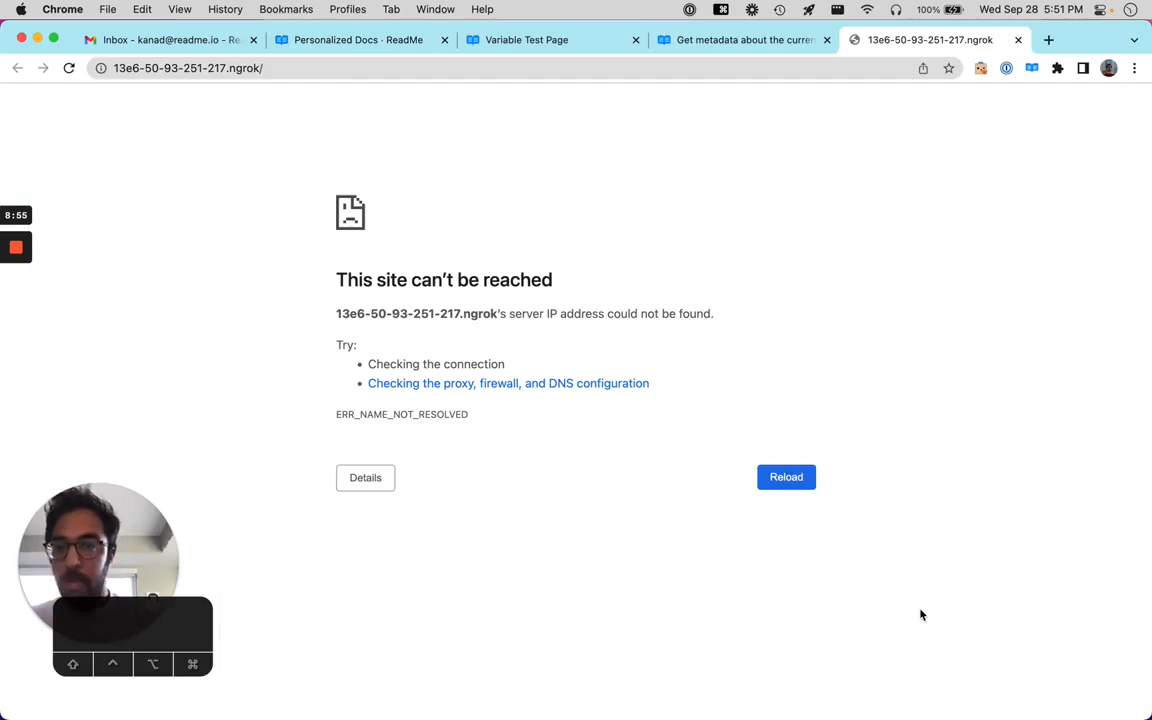 Chrome File Edit View History Bookmarks Profiles Tab Window Help 100% Wed Sep 28 5:51 PM
Inbox - kanad@readme.io - Re Personalized Docs · ReadMe Variable Test Page Get metadata about the curren 13e6-50-93-251-217.ngrok
13e6-50-93-251-217.ngrok/
8:55
This site can’t be reached
13e6-50-93-251-217.ngrok’s server IP address could not be found.
Try:
• Checking the connection
• Checking the proxy, firewall, and DNS configuration
ERR_NAME_NOT_RESOLVED
Details Reload